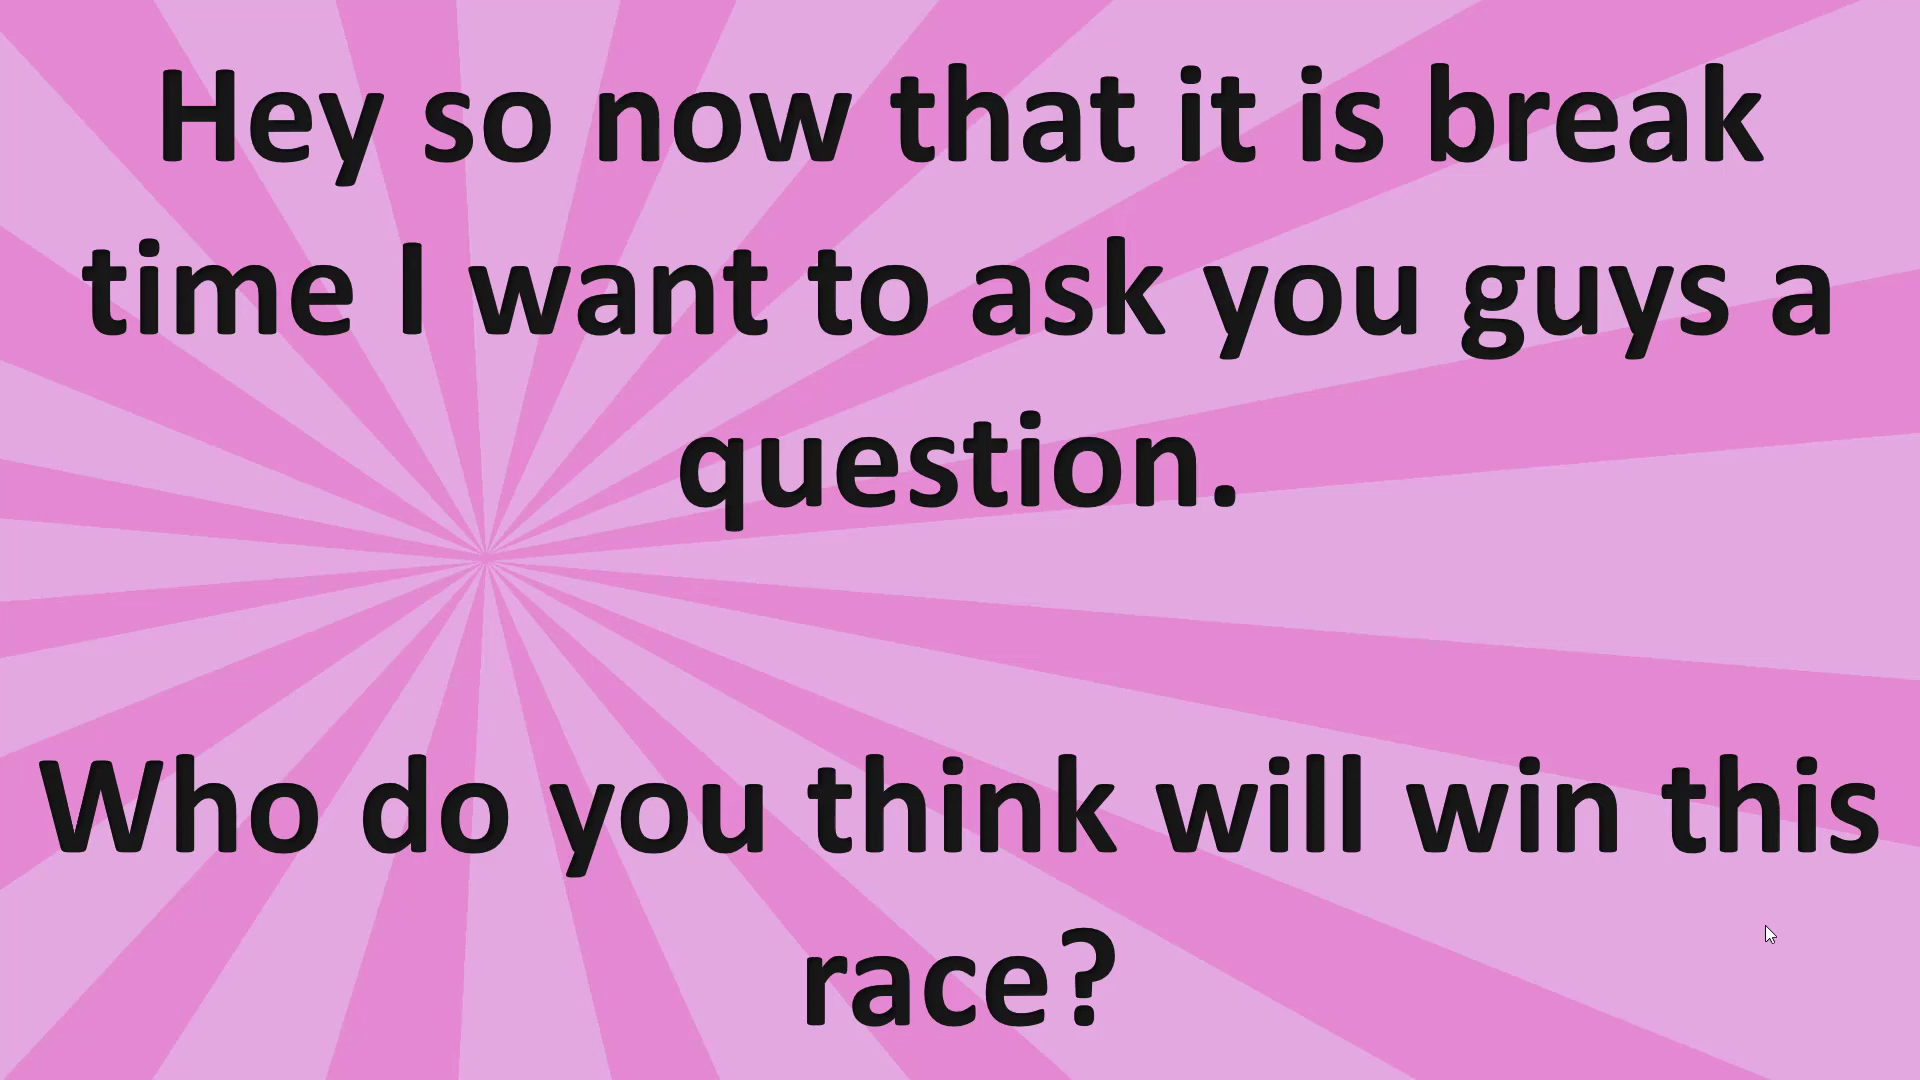 Hey so now that it is break
time I want to ask you guys a
question.
Who do you think will win this
race?